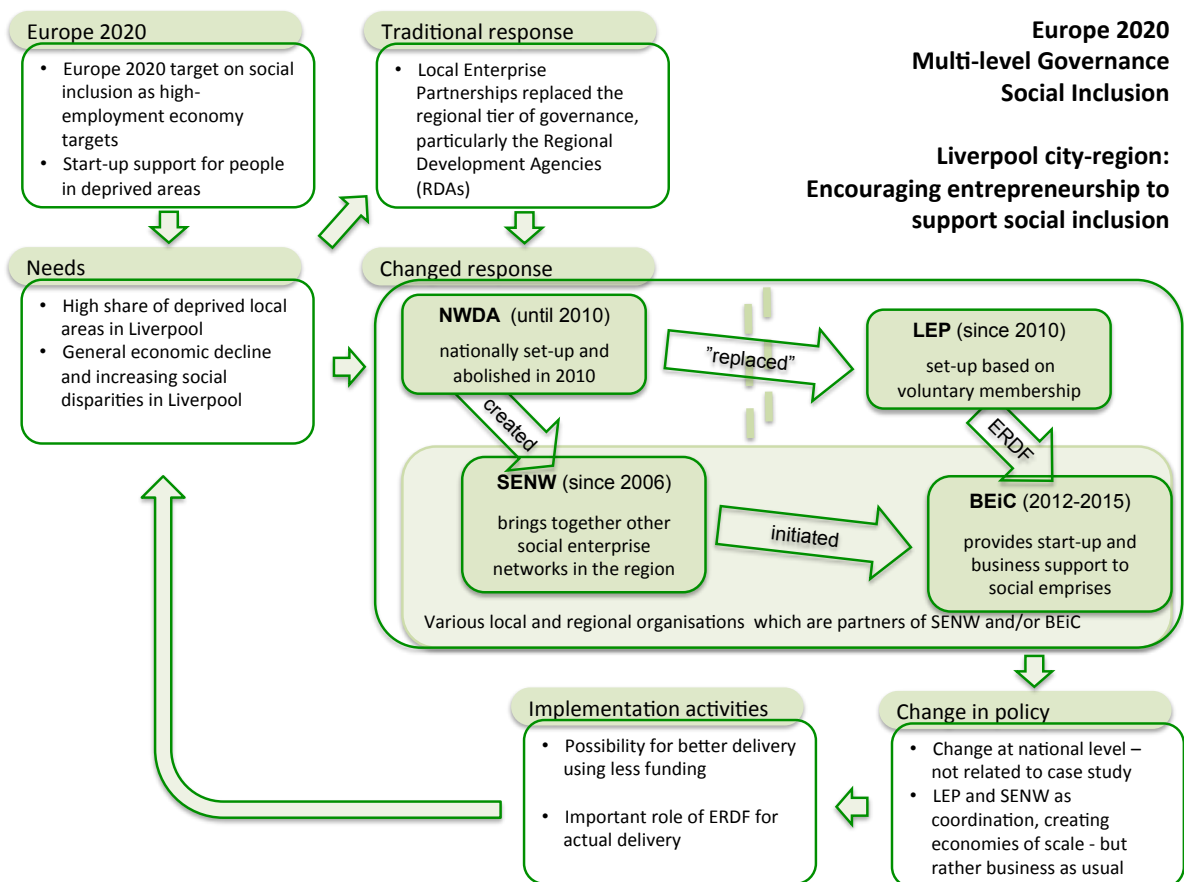 Europe 2020
• Europe 2020 target on social
inclusion as high-
employment economy
targets
• Start-up support for people
in deprived areas
Traditional response
• Local Enterprise
Partnerships replaced the
regional tier of governance,
particularly the Regional
Development Agencies
(RDAs)
Europe 2020
Multi-level Governance
Social Inclusion
Liverpool city-region:
Encouraging entrepreneurship to
support social inclusion
Needs
• High share of deprived local
areas in Liverpool
• General economic decline
and increasing social
disparities in Liverpool
Changed response
NWDA (until 2010)
nationally set-up and
abolished in 2010
"replaced"
LEP (since 2010)
set-up based on
voluntary membership
created
ERDF
SENW (since 2006)
brings together other
social enterprise
networks in the region
initiated
BEiC (2012-2015)
provides start-up and
business support to
social emprises
Various local and regional organisations which are partners of SENW and/or BEiC
Implementation activities
• Possibility for better delivery
using less funding
• Important role of ERDF for
actual delivery
Change in policy
• Change at national level –
not related to case study
• LEP and SENW as
coordination, creating
economies of scale - but
rather business as usual